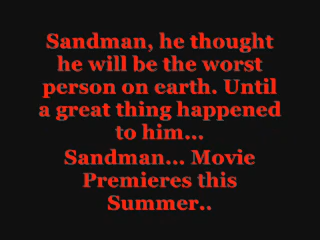 Sandman, he thought
he will be the worst
person on earth. Until
a great thing happened
to him...
Sandman... Movie
Premieres this
Summer..